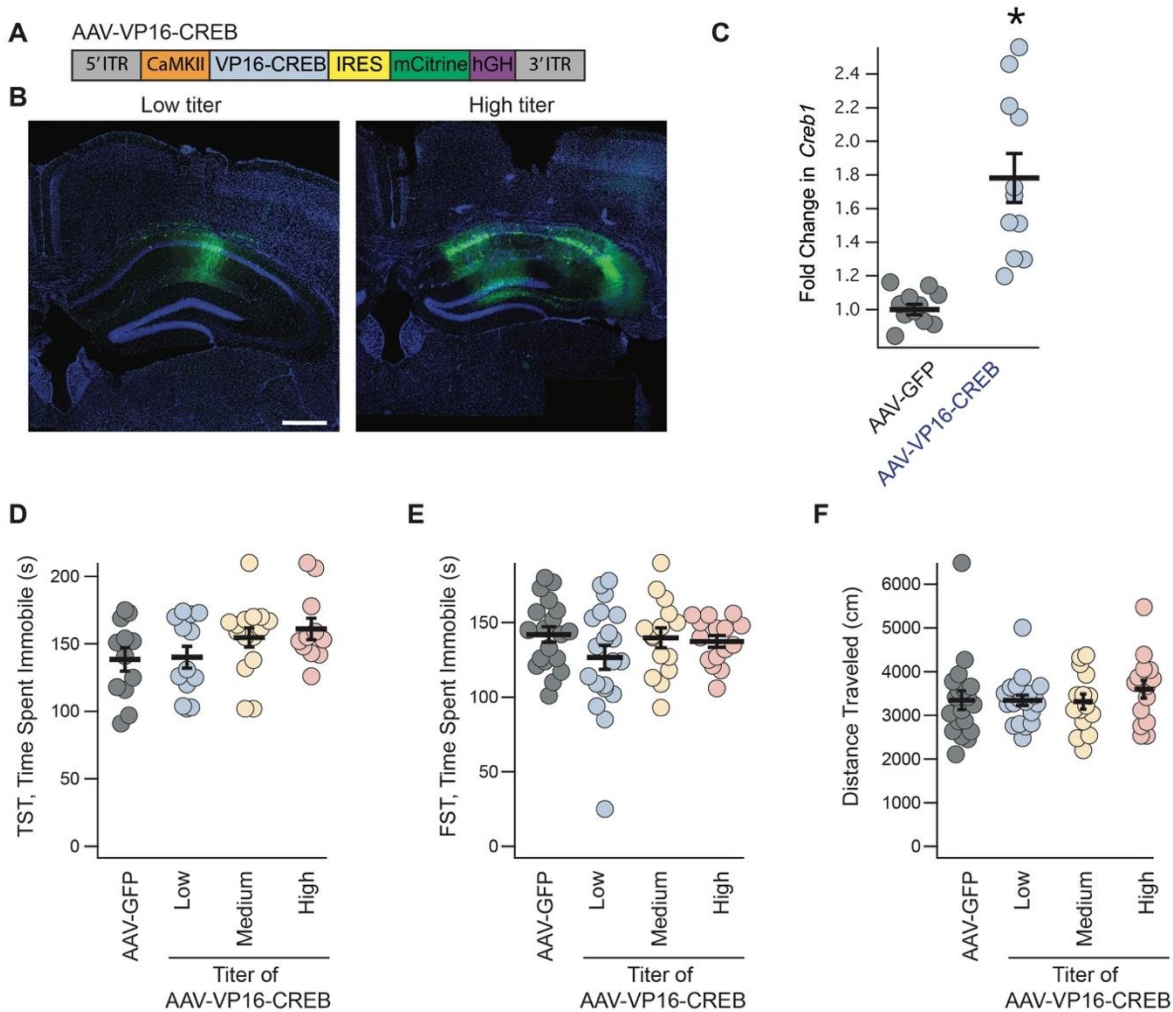 A
AAV-VP16-CREB
5' ITR CaMKII VP16-CREB IRES mCitrine hGH 3' ITR
B
Low titer
High titer
C
*
Fold Change in Creb1
2.4
2.2
2.0
1.8
1.6
1.4
1.2
1.0
AAV-GFP
AAV-VP16-CREB
D
TST, Time Spent Immobile (s)
200
150
100
50
0
AAV-GFP
Low
Medium
High
Titer of
AAV-VP16-CREB
E
FST, Time Spent Immobile (s)
150
100
50
0
AAV-GFP
Low
Medium
High
Titer of
AAV-VP16-CREB
F
Distance Traveled (cm)
6000
5000
4000
3000
2000
1000
0
AAV-GFP
Low
Medium
High
Titer of
AAV-VP16-CREB